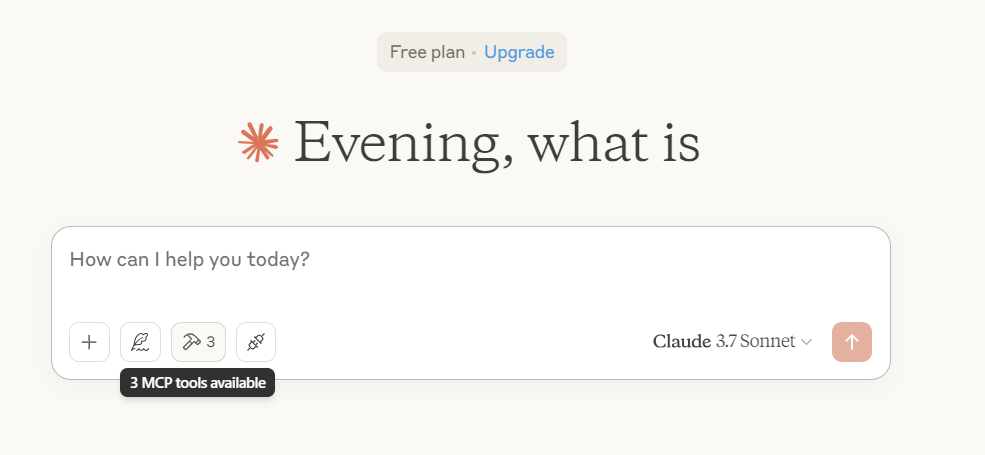 Free plan • Upgrade
Evening, what is
How can I help you today?
3
Claude 3.7 Sonnet
3 MCP tools available